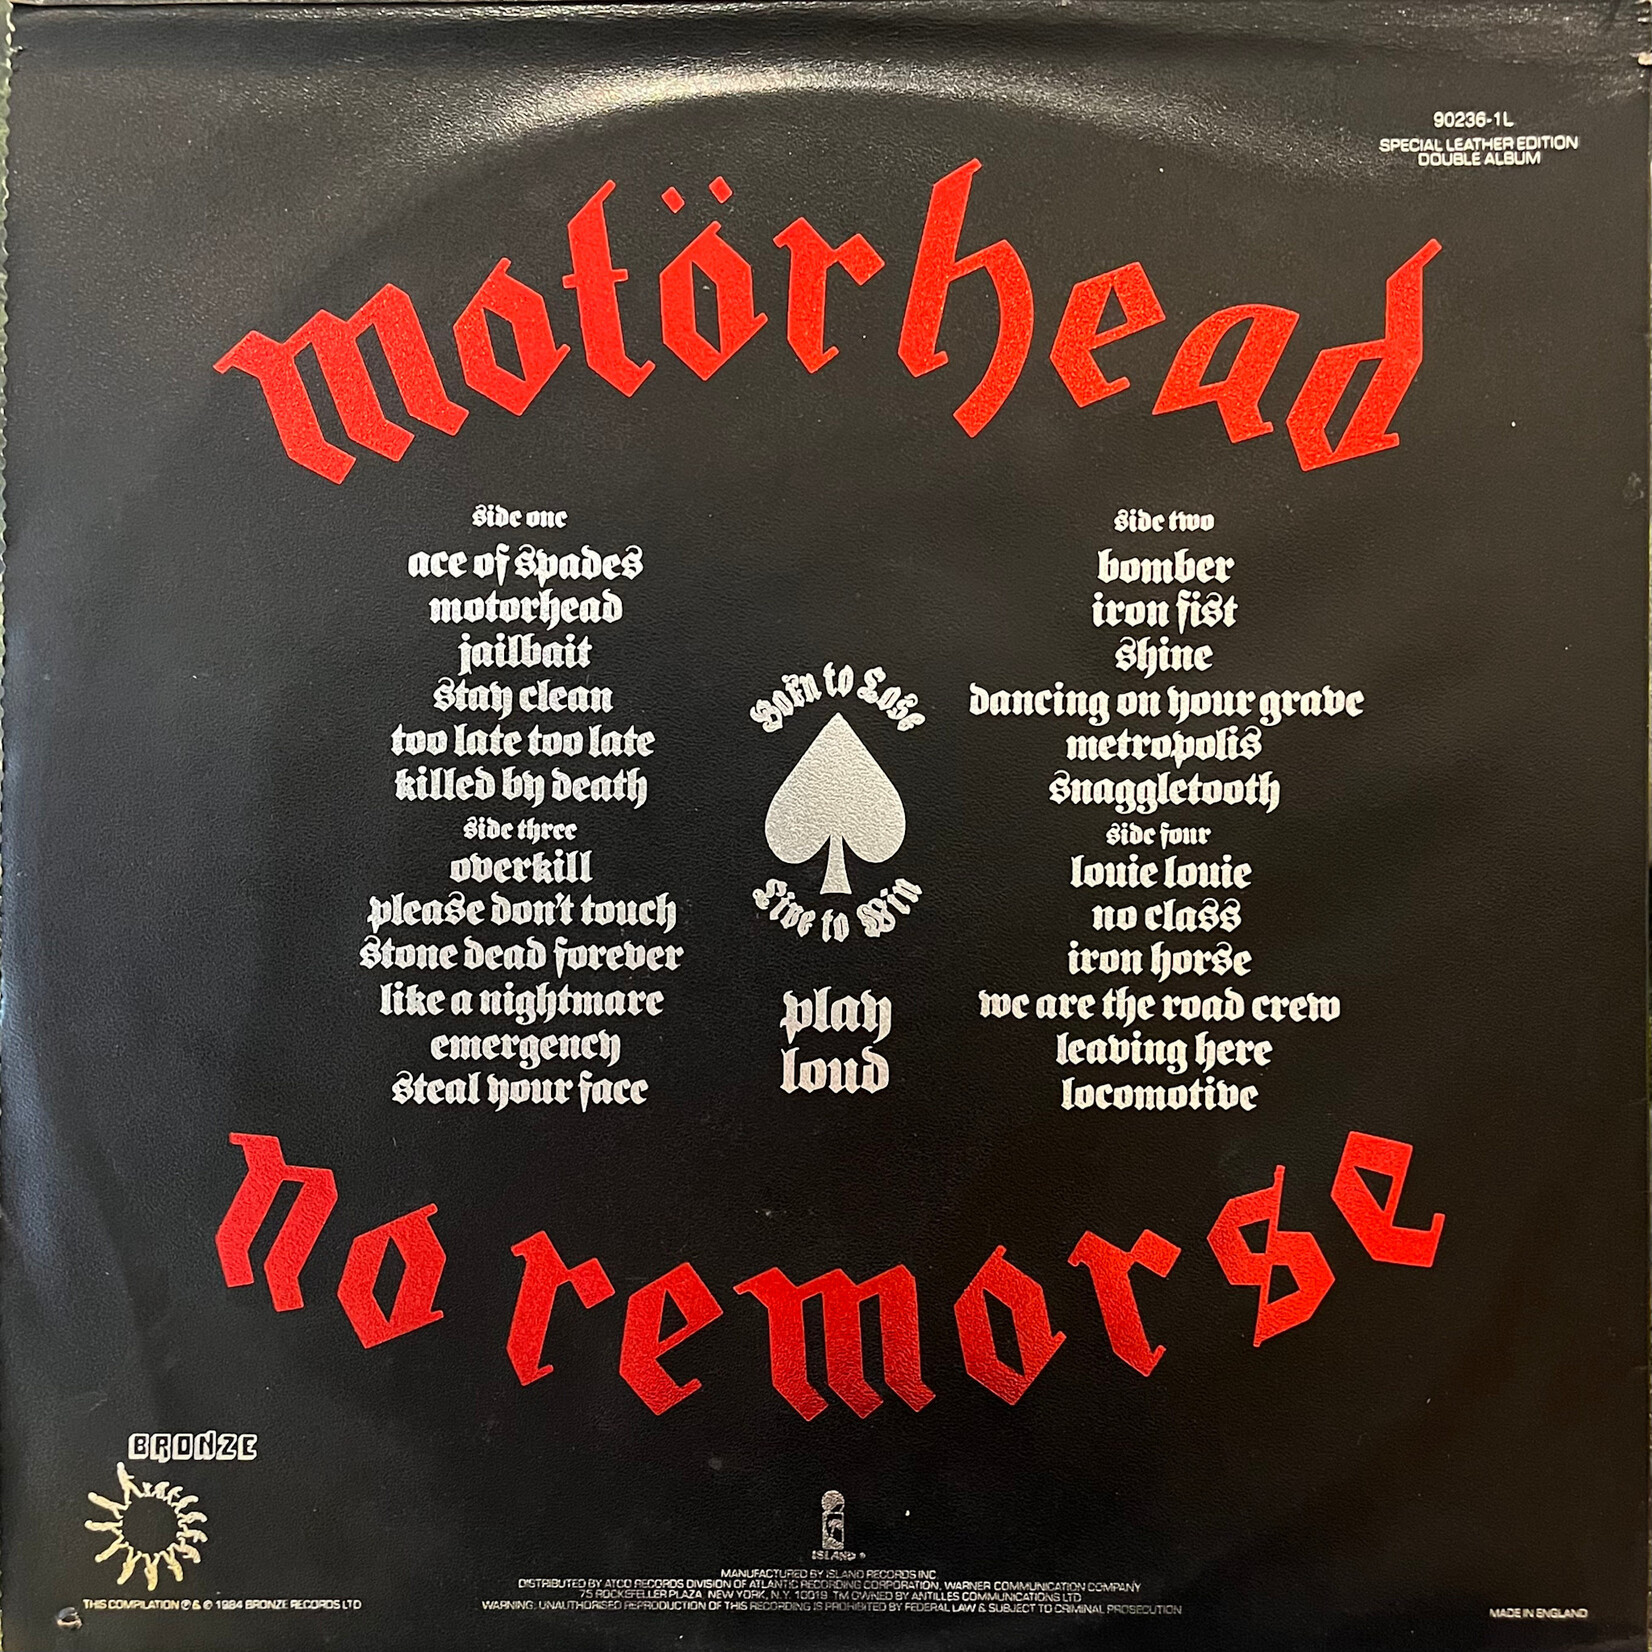 90236-1L
SPECIAL LEATHER EDITION
DOUBLE ALBUM
motörhead
side one
ace of spades
motorhead
jailbait
stay clean
too late too late
killed by death
side three
overkill
please don't touch
stone dead forever
like a nightmare
emergency
steal your face
Born to Lose
Live to Win
play
loud
side two
bomber
iron fist
shine
dancing on your grave
metropolis
snaggletooth
side four
louie louie
no class
iron horse
we are the road crew
leaving here
locomotive
no remorse
BRONZE
THIS COMPILATION ℗ & © 1984 BRONZE RECORDS LTD
ISLAND ®
MANUFACTURED BY ISLAND RECORDS INC.
DISTRIBUTED BY ATCO RECORDS DIVISION OF ATLANTIC RECORDING CORPORATION, WARNER COMMUNICATION COMPANY
75 ROCKEFELLER PLAZA, NEW YORK, N.Y. 10019 TM OWNED BY ANTILLES COMMUNICATIONS LTD
WARNING: UNAUTHORISED REPRODUCTION OF THIS RECORDING IS PROHIBITED BY FEDERAL LAW & SUBJECT TO CRIMINAL PROSECUTION
MADE IN ENGLAND